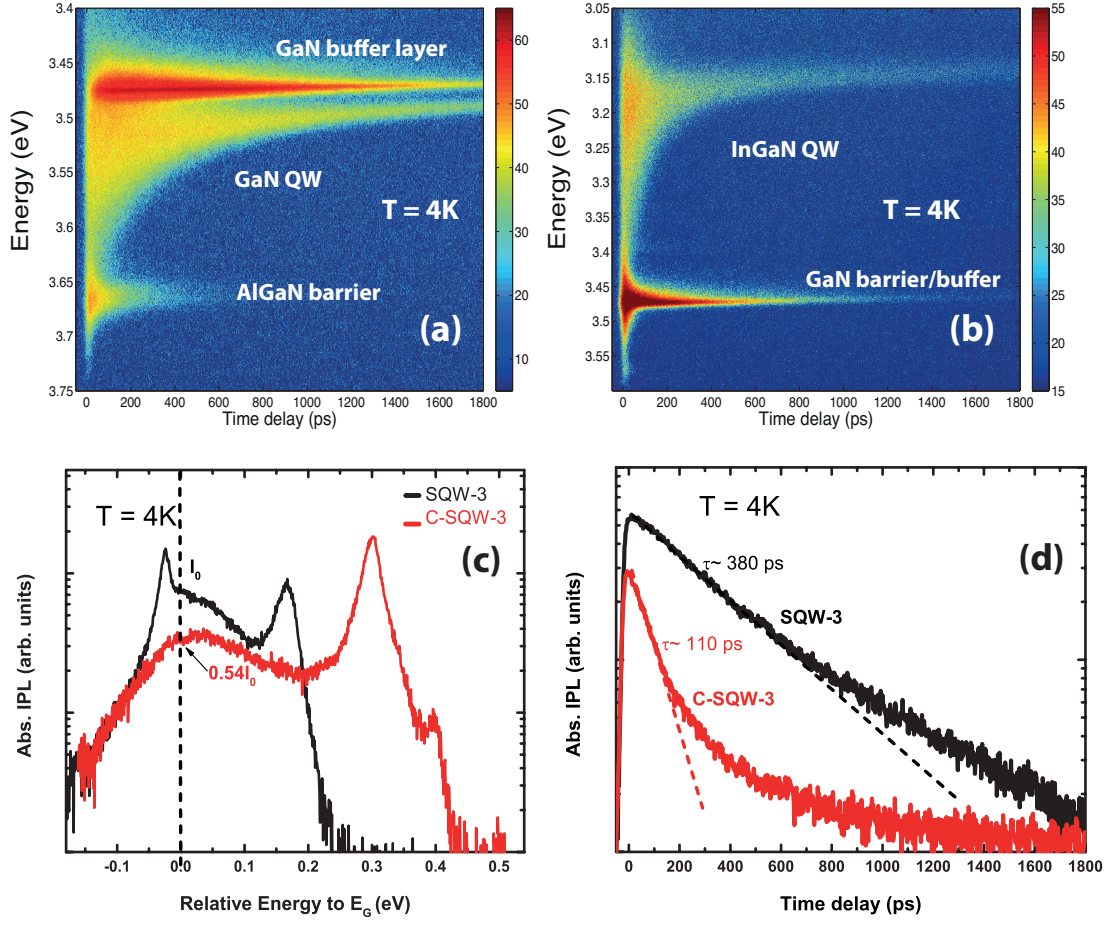 3.4
3.45
3.5
3.55
3.6
3.65
3.7
3.75
Energy (eV)
GaN buffer layer
GaN QW
T = 4K
AlGaN barrier
(a)
0 200 400 600 800 1000 1200 1400 1600 1800
Time delay (ps)
60
50
40
30
20
10
3.05
3.1
3.15
3.2
3.25
3.3
3.35
3.4
3.45
3.5
3.55
Energy (eV)
InGaN QW
T = 4K
GaN barrier/buffer
(b)
0 200 400 600 800 1000 1200 1400 1600 1800
Time delay (ps)
55
50
45
40
35
30
25
20
15
Abs. IPL (arb. units)
T = 4K
SQW-3
C-SQW-3
(c)
I0
0.54I0
-0.1 0.0 0.1 0.2 0.3 0.4 0.5
Relative Energy to EG (eV)
Abs. IPL (arb. units)
T = 4K
(d)
τ~ 380 ps
SQW-3
τ~ 110 ps
C-SQW-3
0 200 400 600 800 1000 1200 1400 1600 1800
Time delay (ps)